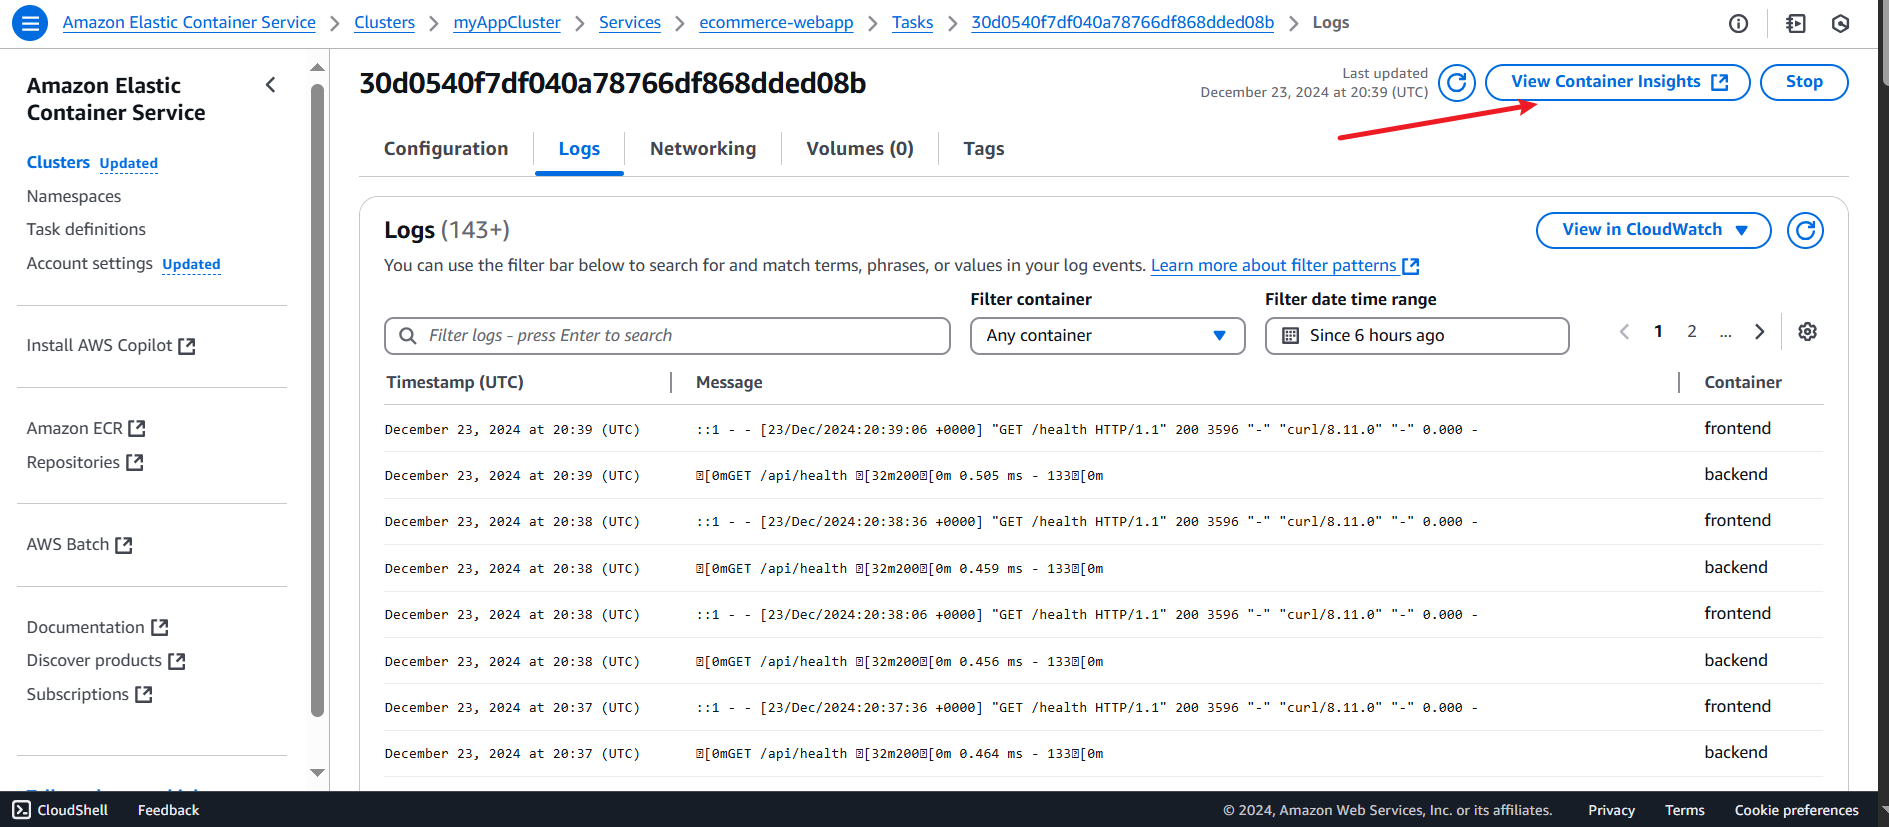 Amazon Elastic Container Service > Clusters > myAppCluster > Services > ecommerce-webapp > Tasks > 30d0540f7df040a78766df868dded08b > Logs
Amazon Elastic
Container Service
Clusters Updated
Namespaces
Task definitions
Account settings Updated
Install AWS Copilot
Amazon ECR
Repositories
AWS Batch
Documentation
Discover products
Subscriptions
30d0540f7df040a78766df868dded08b
Last updated
December 23, 2024 at 20:39 (UTC)
View Container Insights
Stop
Configuration Logs Networking Volumes (0) Tags
Logs (143+)
View in CloudWatch
You can use the filter bar below to search for and match terms, phrases, or values in your log events. Learn more about filter patterns
Filter container
Filter date time range
Filter logs - press Enter to search
Any container
Since 6 hours ago
1 2 ...
Timestamp (UTC) Message Container
December 23, 2024 at 20:39 (UTC) ::1 - - [23/Dec/2024:20:39:06 +0000] "GET /health HTTP/1.1" 200 3596 "-" "curl/8.11.0" "-" 0.000 - frontend
December 23, 2024 at 20:39 (UTC) [0mGET /api/health [32m200[0m 0.505 ms - 133[0m backend
December 23, 2024 at 20:38 (UTC) ::1 - - [23/Dec/2024:20:38:36 +0000] "GET /health HTTP/1.1" 200 3596 "-" "curl/8.11.0" "-" 0.000 - frontend
December 23, 2024 at 20:38 (UTC) [0mGET /api/health [32m200[0m 0.459 ms - 133[0m backend
December 23, 2024 at 20:38 (UTC) ::1 - - [23/Dec/2024:20:38:06 +0000] "GET /health HTTP/1.1" 200 3596 "-" "curl/8.11.0" "-" 0.000 - frontend
December 23, 2024 at 20:38 (UTC) [0mGET /api/health [32m200[0m 0.456 ms - 133[0m backend
December 23, 2024 at 20:37 (UTC) ::1 - - [23/Dec/2024:20:37:36 +0000] "GET /health HTTP/1.1" 200 3596 "-" "curl/8.11.0" "-" 0.000 - frontend
December 23, 2024 at 20:37 (UTC) [0mGET /api/health [32m200[0m 0.464 ms - 133[0m backend
CloudShell Feedback © 2024, Amazon Web Services, Inc. or its affiliates. Privacy Terms Cookie preferences